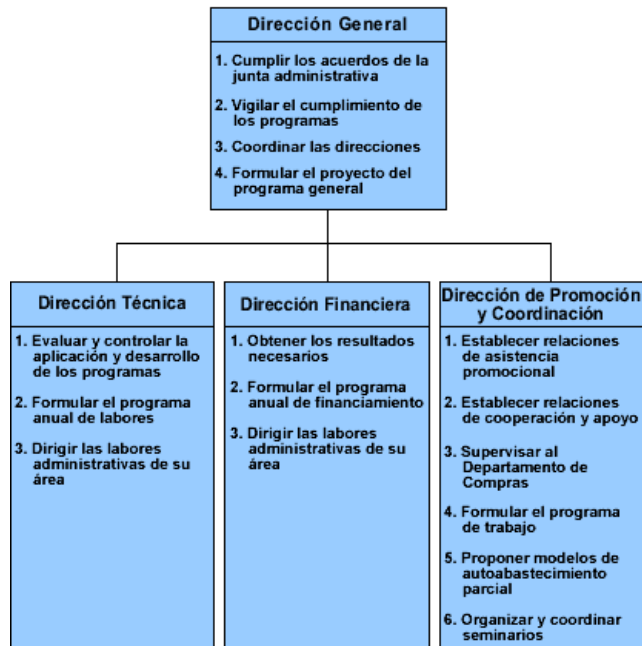 Dirección General
1. Cumplir los acuerdos de la
junta administrativa
2. Vigilar el cumplimiento de
los programas
3. Coordinar las direcciones
4. Formular el proyecto del
programa general
Dirección Técnica
1. Evaluar y controlar la
aplicación y desarrollo
de los programas
2. Formular el programa
anual de labores
3. Dirigir las labores
administrativas de su
área
Dirección Financiera
1. Obtener los resultados
necesarios
2. Formular el programa
anual de financiamiento
3. Dirigir las labores
administrativas de su
área
Dirección de Promoción
y Coordinación
1. Establecer relaciones
de asistencia
promocional
2. Establecer relaciones
de cooperación y apoyo
3. Supervisar al
Departamento de
Compras
4. Formular el programa
de trabajo
5. Proponer modelos de
autoabastecimiento
parcial
6. Organizar y coordinar
seminarios